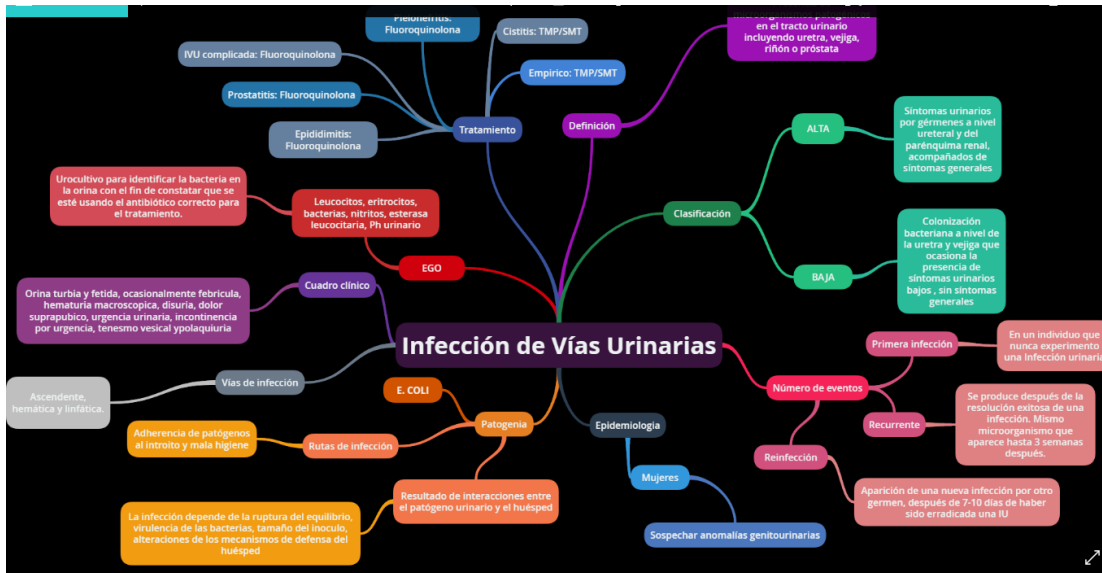 Pielonefritis:
Fluoroquinolona
Cistitis: TMP/SMT
IVU complicada: Fluoroquinolona
Empirico: TMP/SMT
Prostatitis: Fluoroquinolona
Epididimitis:
Fluoroquinolona
Tratamiento
Definición
en el tracto urinario
incluyendo uretra, vejiga,
riñón o próstata
ALTA
Síntomas urinarios
por gérmenes a nivel
ureteral y del
parénquima renal,
acompañados de
síntomas generales
Clasificación
BAJA
Colonización
bacteriana a nivel de
la uretra y vejiga que
ocasiona la
presencia de
síntomas urinarios
bajos , sin síntomas
generales
Urocultivo para identificar la bacteria en
la orina con el fin de constatar que se
esté usando el antibiótico correcto para
el tratamiento.
Leucocitos, eritrocitos,
bacterias, nitritos, esterasa
leucocitaria, Ph urinario
EGO
Cuadro clínico
Orina turbia y fetida, ocasionalmente febricula,
hematuria macroscopica, disuria, dolor
suprapubico, urgencia urinaria, incontinencia
por urgencia, tenesmo vesical ypolaquiuria
Infección de Vías Urinarias
Vías de infección
Ascendente,
hemática y linfática.
E. COLI
Patogenia
Rutas de infección
Adherencia de patógenos
al introito y mala higiene
Resultado de interacciones entre
el patógeno urinario y el huésped
La infección depende de la ruptura del equilibrio,
virulencia de las bacterias, tamaño del inoculo,
alteraciones de los mecanismos de defensa del
huésped
Epidemiologia
Mujeres
Sospechar anomalías genitourinarias
Número de eventos
Primera infección
En un individuo que
nunca experimento
una Infección urinaria
Recurrente
Se produce después de la
resolución exitosa de una
infección. Mismo
microorganismo que
aparece hasta 3 semanas
después.
Reinfección
Aparición de una nueva infección por otro
germen, después de 7-10 días de haber
sido erradicada una IU